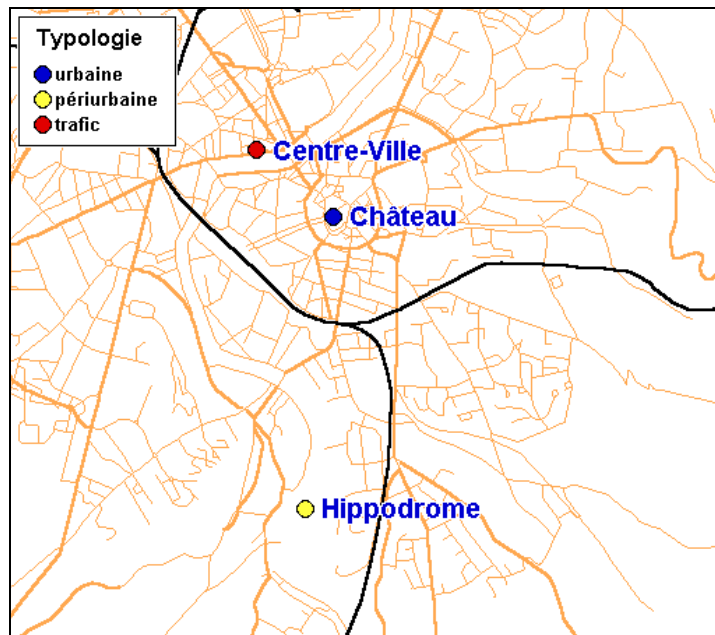 Typologie
urbaine
périurbaine
trafic
Centre-Ville
Château
Hippodrome